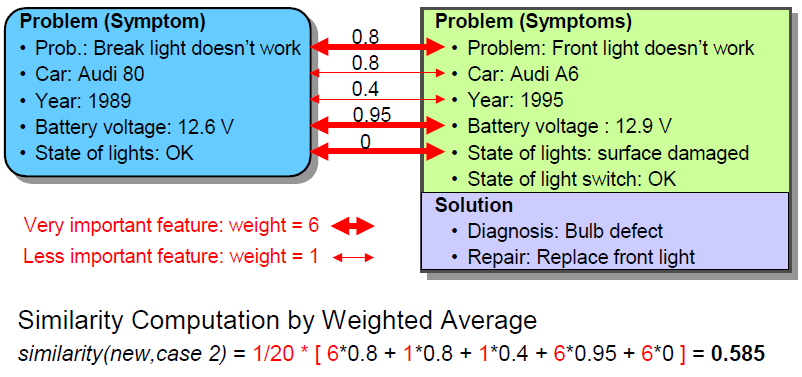 Problem (Symptom)
• Prob.: Break light doesn't work
• Car: Audi 80
• Year: 1989
• Battery voltage: 12.6 V
• State of lights: OK
0.8
0.8
0.4
0.95
0
Problem (Symptoms)
• Problem: Front light doesn't work
• Car: Audi A6
• Year: 1995
• Battery voltage : 12.9 V
• State of lights: surface damaged
• State of light switch: OK
Solution
• Diagnosis: Bulb defect
• Repair: Replace front light
Very important feature: weight = 6
Less important feature: weight = 1
Similarity Computation by Weighted Average
similarity(new,case 2) = 1/20 * [ 6*0.8 + 1*0.8 + 1*0.4 + 6*0.95 + 6*0 ] = 0.585